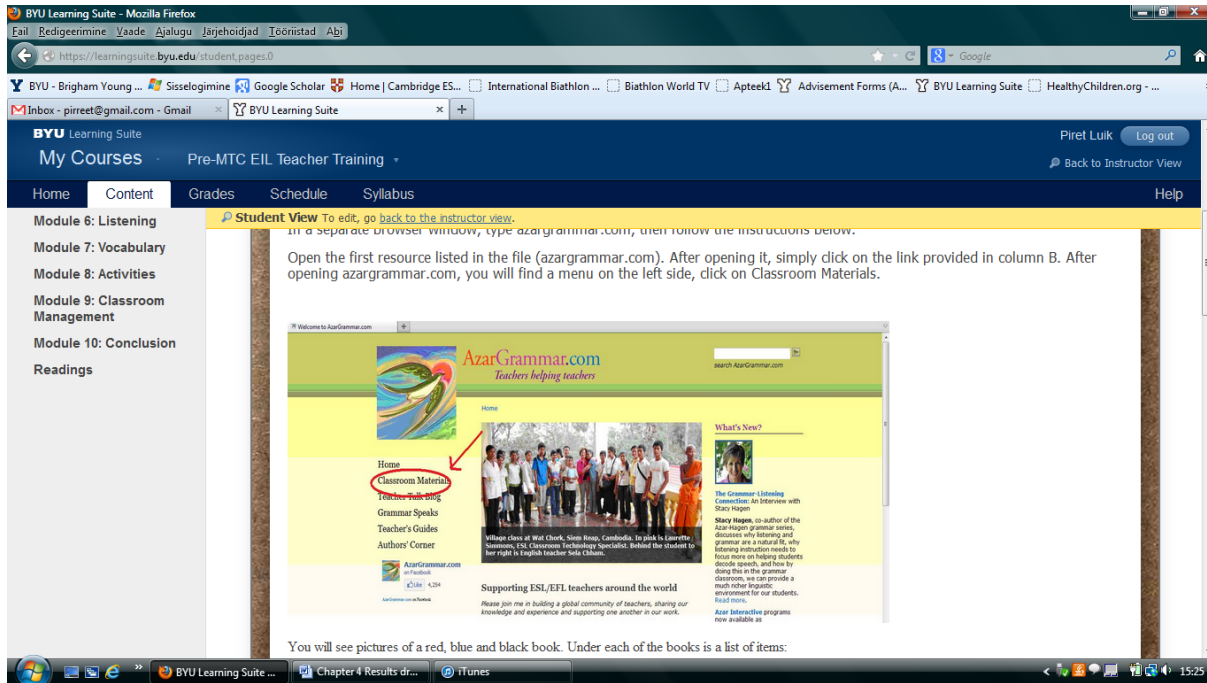 BYU Learning Suite - Mozilla Firefox
Fail Redigeerimine Vaade Ajalugu Järjehoidjad Tööriistad Abi
https://learningsuite.byu.edu/student,pages.0
Google
BYU - Brigham Young ... Sisselogimine Google Scholar Home | Cambridge ES... International Biathlon ... Biathlon World TV Apteek1 Advisement Forms (A... BYU Learning Suite HealthyChildren.org - ...
Inbox - pirreet@gmail.com - Gmail × BYU Learning Suite × +
BYU Learning Suite
Piret Luik Log out
My Courses Pre-MTC EIL Teacher Training
Back to Instructor View
Home Content Grades Schedule Syllabus Help
Student View To edit, go back to the instructor view.
Module 6: Listening
Module 7: Vocabulary
Module 8: Activities
Module 9: Classroom
Management
Module 10: Conclusion
Readings
In a separate browser window, type azargrammar.com, then follow the instructions below.
Open the first resource listed in the file (azargrammar.com). After opening it, simply click on the link provided in column B. After
opening azargrammar.com, you will find a menu on the left side, click on Classroom Materials.
Welcome to AzarGrammar.com +
AzarGrammar.com
Teachers helping teachers
search AzarGrammar.com
Home
Home
Classroom Materials
Teacher Talk Blog
Grammar Speaks
Teacher's Guides
Authors' Corner
AzarGrammar.com
on Facebook
Like 4,254
AzarGrammar.com on Facebook
Village class at Wat Chork, Siem Reap, Cambodia. In pink is Laurette
Simmons, ESL Classroom Technology Specialist. Behind the student to
her right is English teacher Sela Chham.
Supporting ESL/EFL teachers around the world
Please join me in building a global community of teachers, sharing our
knowledge and experience and supporting one another in our work.
What's New?
The Grammar-Listening
Connection: An Interview with
Stacy Hagen
Stacy Hagen, co-author of the
Azar-Hagen grammar series,
discusses why listening and
grammar are a natural fit, why
listening instruction needs to
focus more on helping students
decode speech, and how by
doing this in the grammar
classroom, we can provide a
much richer linguistic
environment for our students.
Read more.
Azar Interactive programs
now available as
You will see pictures of a red, blue and black book. Under each of the books is a list of items:
BYU Learning Suite ... Chapter 4 Results dr... iTunes
15:25